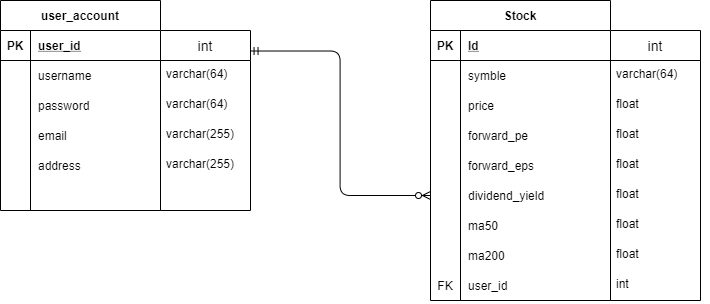 user_account
PK user_id int
username varchar(64)
password varchar(64)
email varchar(255)
address varchar(255)
Stock
PK Id int
symble varchar(64)
price float
forward_pe float
forward_eps float
dividend_yield float
ma50 float
ma200 float
FK user_id int